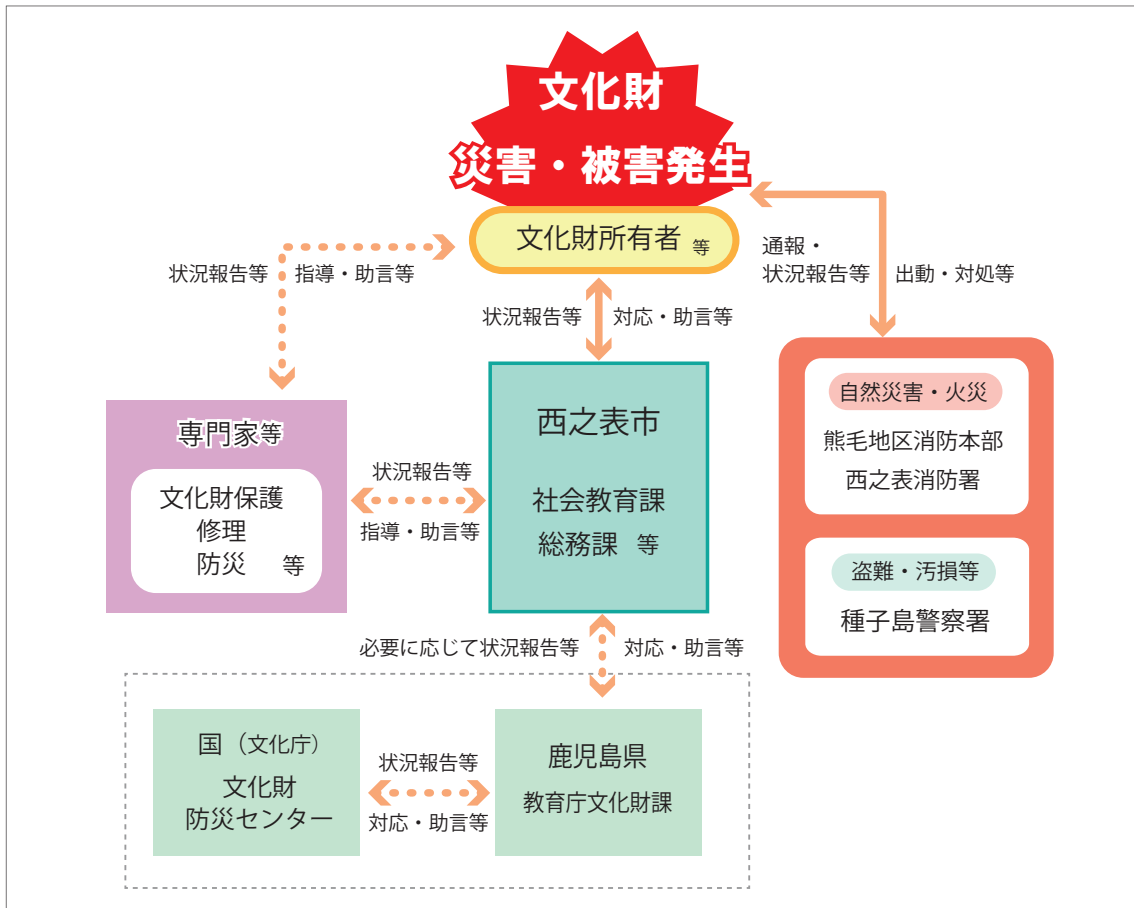 文化財
災害・被害発生
文化財所有者 等
通報・
状況報告等
出動・対処等
状況報告等
指導・助言等
状況報告等
対応・助言等
自然災害・火災
熊毛地区消防本部
西之表消防署
盗難・汚損等
種子島警察署
専門家等
文化財保護
修理
防災 等
状況報告等
指導・助言等
西之表市
社会教育課
総務課 等
必要に応じて状況報告等
対応・助言等
国（文化庁）
文化財
防災センター
状況報告等
対応・助言等
鹿児島県
教育庁文化財課